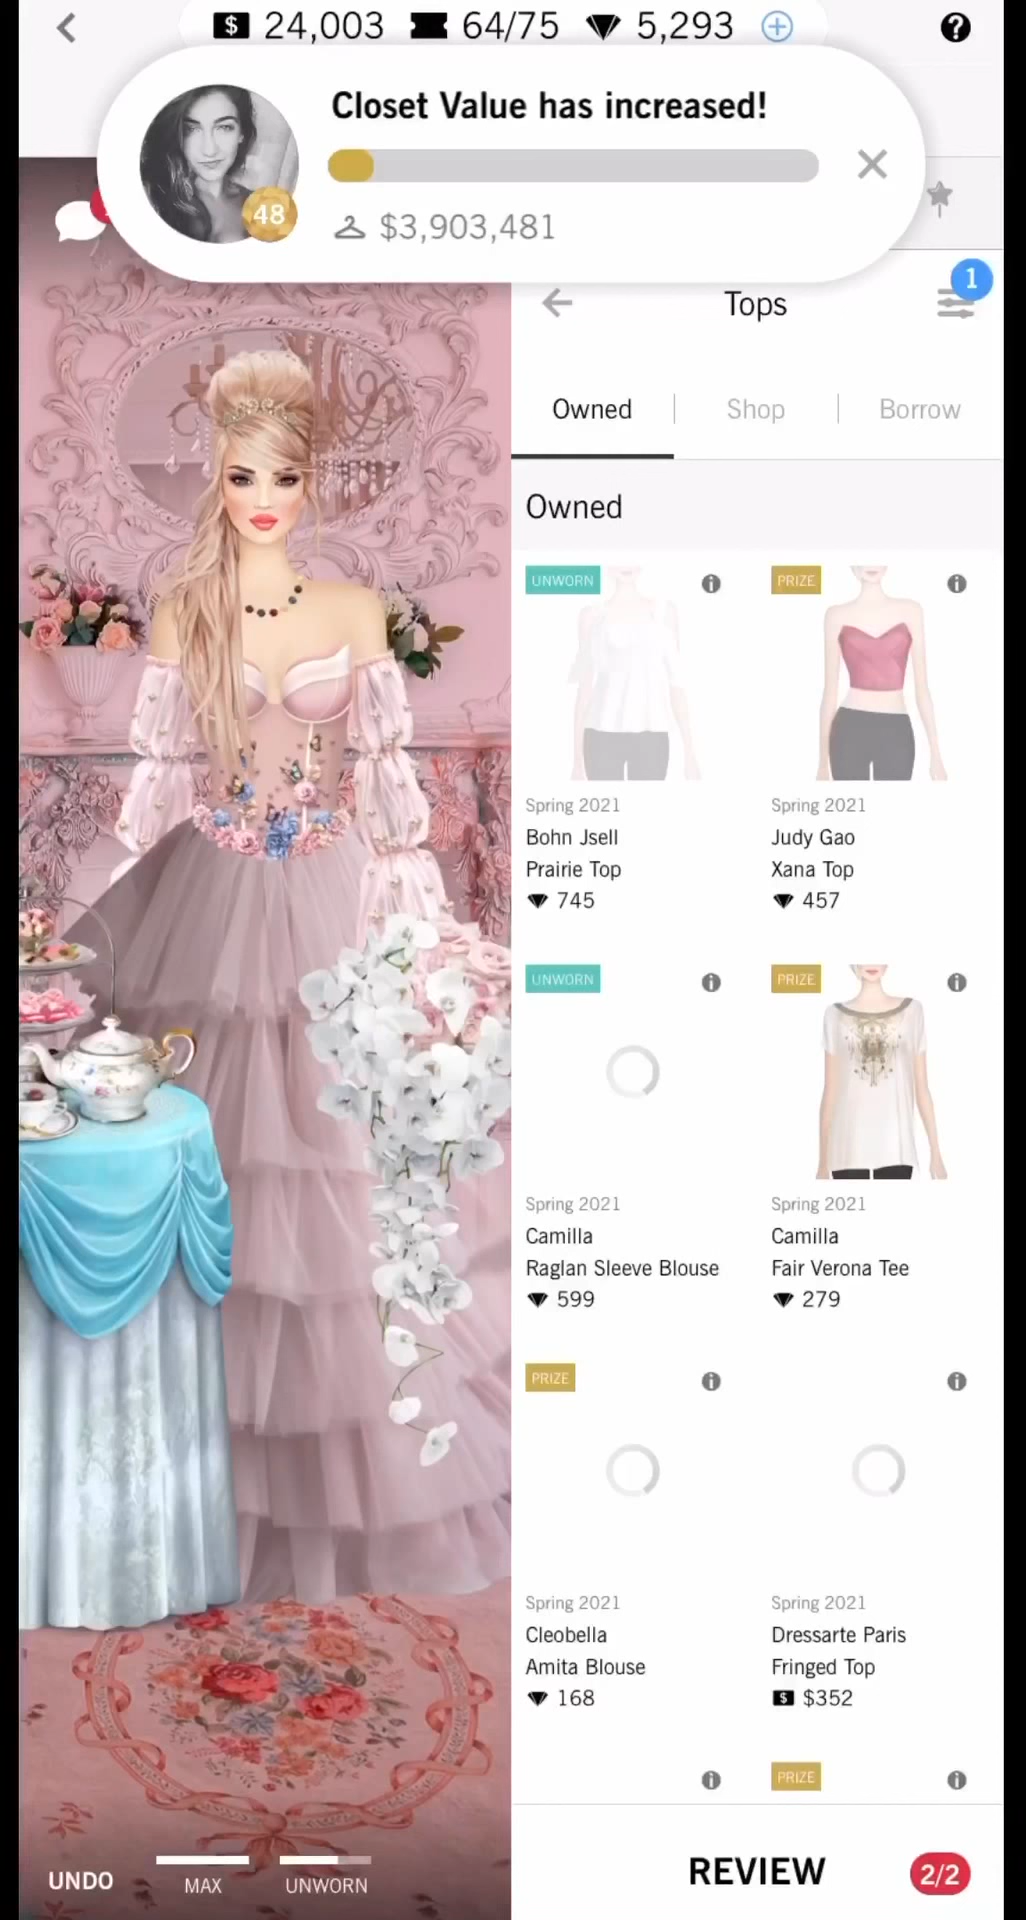 24,003 64/75 5,293
?
Closet Value has increased!
48
$3,903,481
1
Tops
Owned Shop Borrow
Owned
UNWORN
Spring 2021
Bohn Jsell
Prairie Top
745
PRIZE
Spring 2021
Judy Gao
Xana Top
457
UNWORN
Spring 2021
Camilla
Raglan Sleeve Blouse
599
PRIZE
Spring 2021
Camilla
Fair Verona Tee
279
PRIZE
Spring 2021
Cleobella
Amita Blouse
168
Spring 2021
Dressarte Paris
Fringed Top
$352
PRIZE
UNDO
MAX
UNWORN
REVIEW
2/2